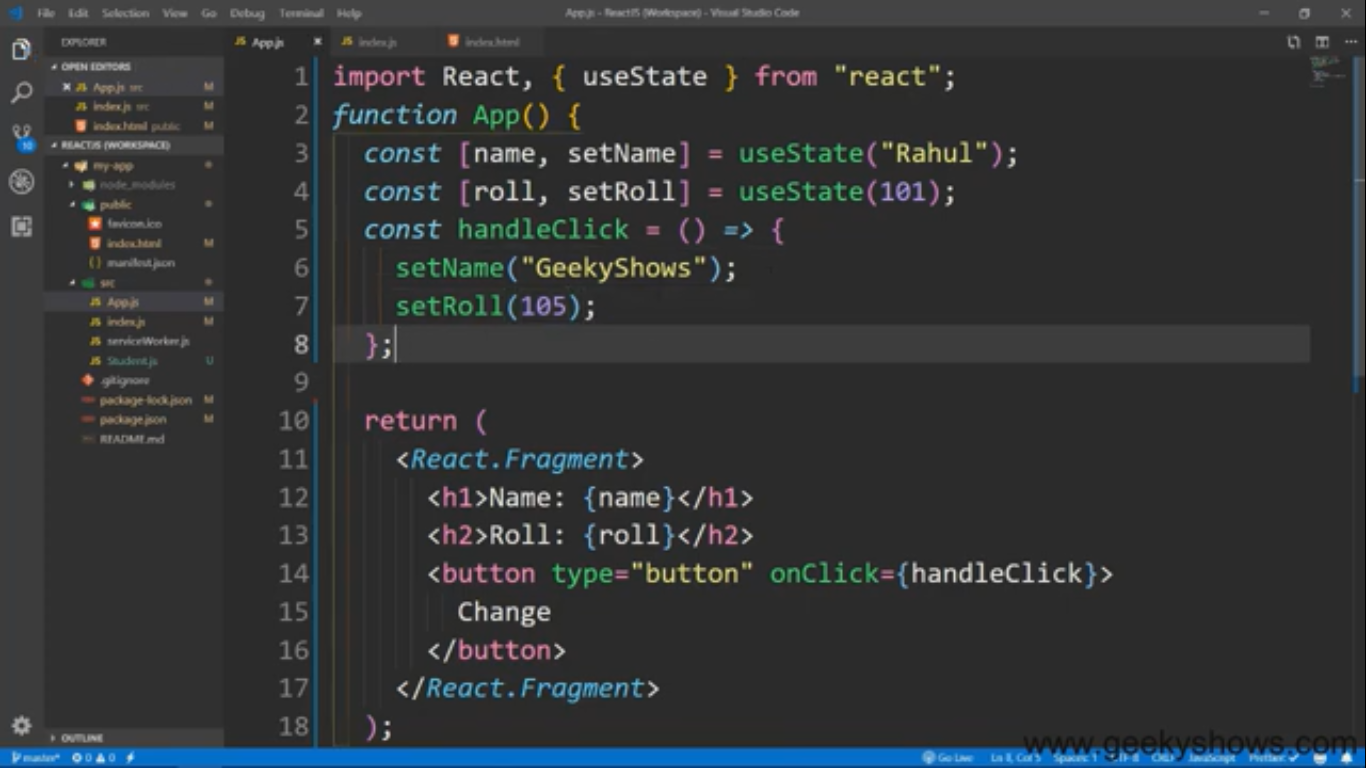 File Edit Selection View Go Debug Terminal Help App.js - ReactJS (Workspace) - Visual Studio Code
EXPLORER
OPEN EDITORS
App.js src M
index.js src M
index.html public M
REACTJS (WORKSPACE)
my-app
node_modules
public
favicon.ico
index.html M
manifest.json
src
App.js M
index.js M
serviceWorker.js
Student.js U
.gitignore
package-lock.json M
package.json M
README.md
OUTLINE
App.js index.js index.html
1 import React, { useState } from "react";
2 function App() {
3 const [name, setName] = useState("Rahul");
4 const [roll, setRoll] = useState(101);
5 const handleClick = () => {
6 setName("GeekyShows");
7 setRoll(105);
8 };
9
10 return (
11 <React.Fragment>
12 <h1>Name: {name}</h1>
13 <h2>Roll: {roll}</h2>
14 <button type="button" onClick={handleClick}>
15 Change
16 </button>
17 </React.Fragment>
18 );
www.geekyshows.com
master* 0 0 Go Live Ln 8, Col 5 JavaScript Prettier